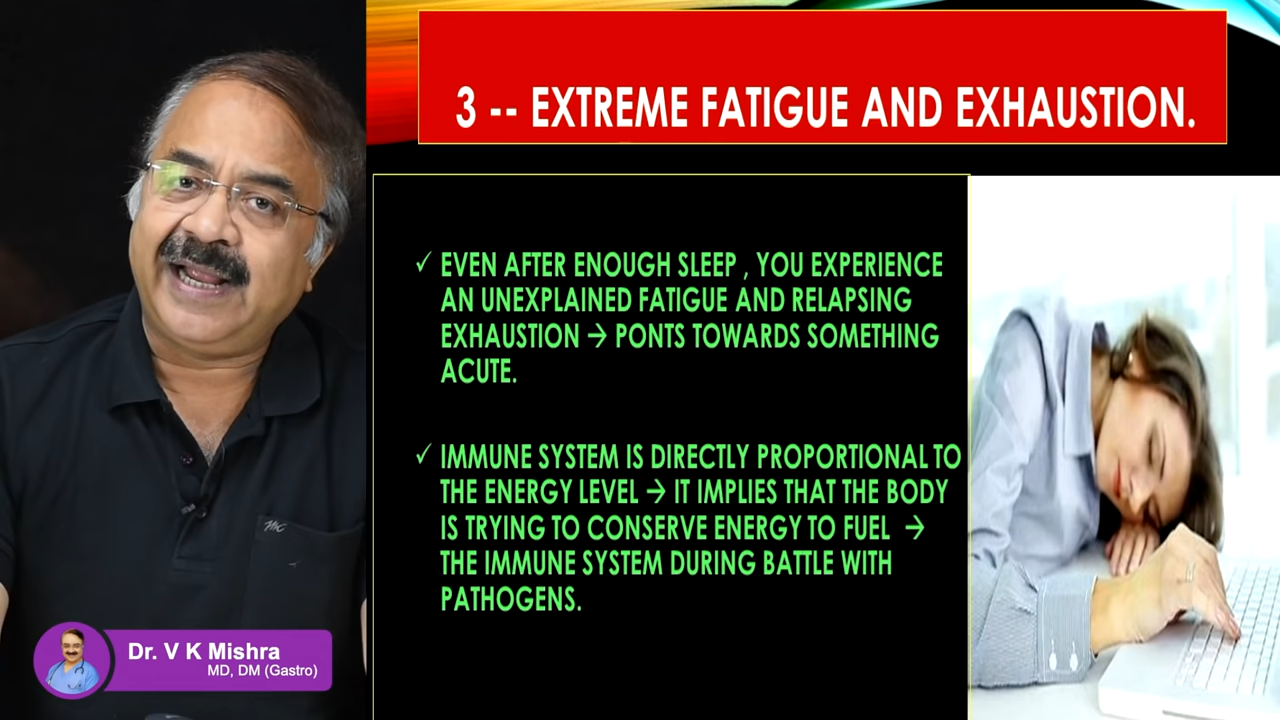 3 -- EXTREME FATIGUE AND EXHAUSTION.
✓ EVEN AFTER ENOUGH SLEEP , YOU EXPERIENCE
AN UNEXPLAINED FATIGUE AND RELAPSING
EXHAUSTION → PONTS TOWARDS SOMETHING
ACUTE.
✓ IMMUNE SYSTEM IS DIRECTLY PROPORTIONAL TO
THE ENERGY LEVEL → IT IMPLIES THAT THE BODY
IS TRYING TO CONSERVE ENERGY TO FUEL →
THE IMMUNE SYSTEM DURING BATTLE WITH
PATHOGENS.
Dr. V K Mishra
MD, DM (Gastro)